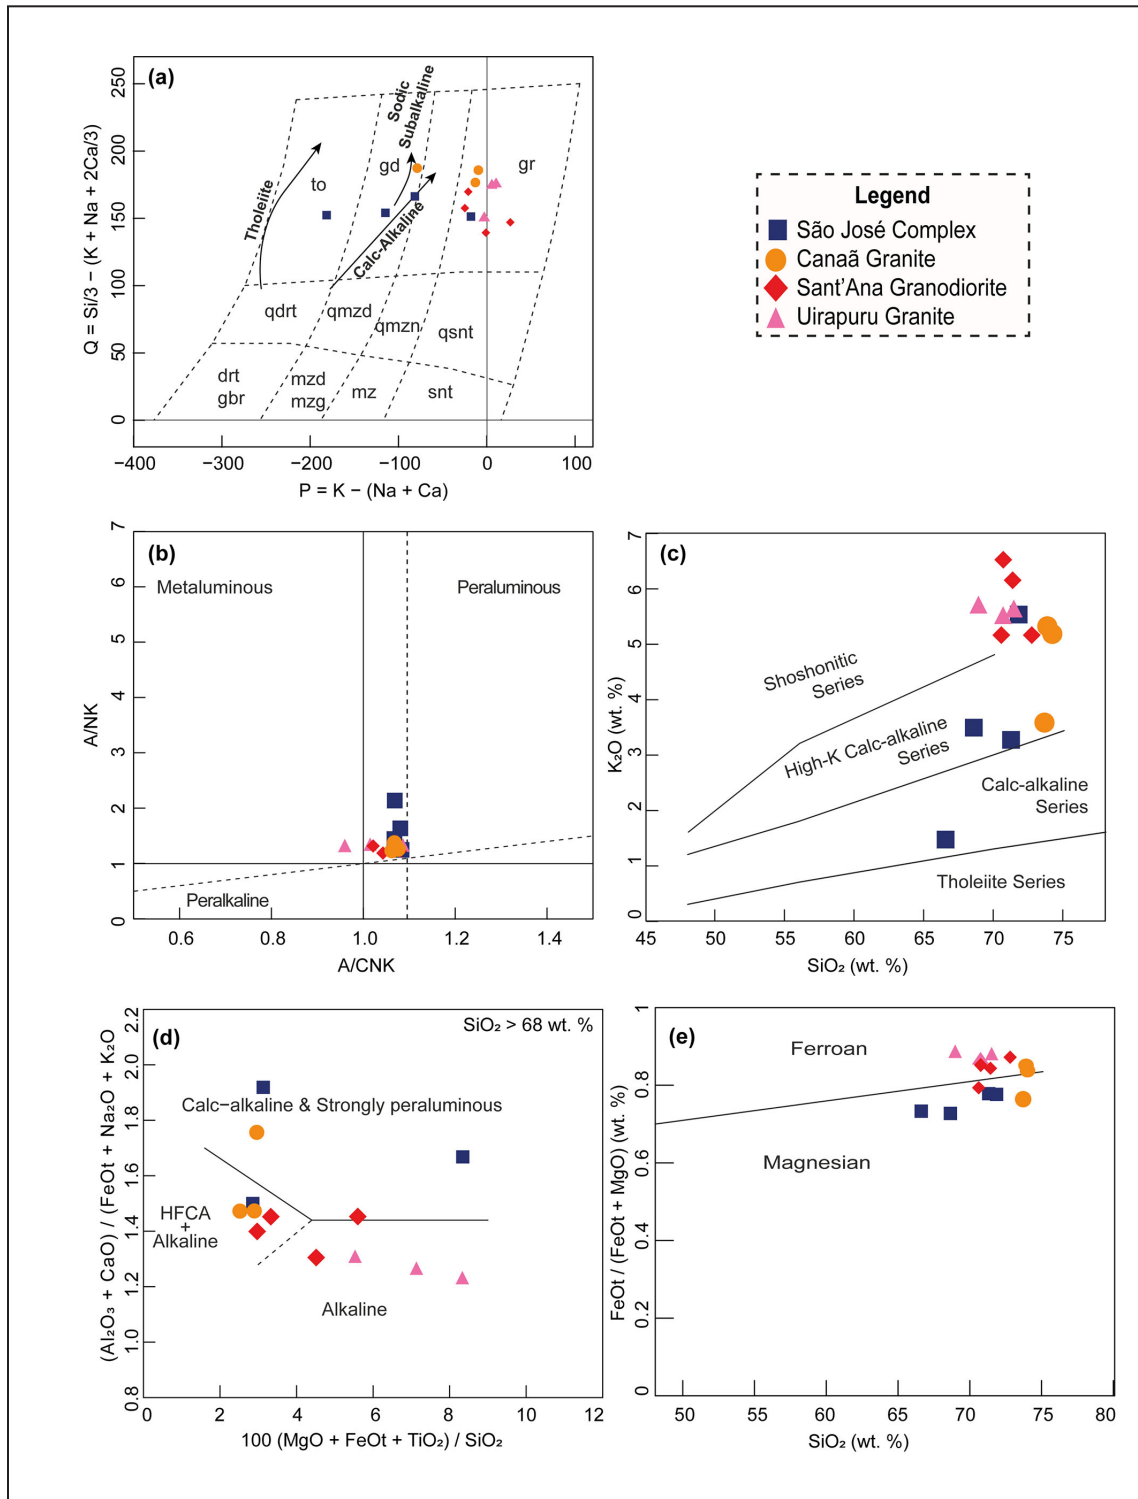 (a)
Q = Si/3 − (K + Na + 2Ca/3)
250
200
150
100
50
0
Tholeiite
to
Sodic
Subalkaline
gd
Calc-Alkaline
gr
qdrt
qmzd
qmzn
qsnt
drt
gbr
mzd
mzg
mz
snt
−400
−300
−200
−100
0
100
P = K − (Na + Ca)
Legend
São José Complex
Canaã Granite
Sant'Ana Granodiorite
Uirapuru Granite
(b)
A/NK
7
6
5
4
3
2
1
0
Metaluminous
Peraluminous
Peralkaline
0.6
0.8
1.0
1.2
1.4
A/CNK
(c)
K₂O (wt. %)
7
6
5
4
3
2
1
0
Shoshonitic
Series
High-K Calc-alkaline
Series
Calc-alkaline
Series
Tholeiite Series
45
50
55
60
65
70
75
SiO₂ (wt. %)
(d)
SiO₂ > 68 wt. %
(Al₂O₃ + CaO) / (FeOt + Na₂O + K₂O
2.2
2.0
1.8
1.6
1.4
1.2
1.0
0.8
Calc−alkaline & Strongly peraluminous
HFCA
+
Alkaline
Alkaline
0
2
4
6
8
10
12
100 (MgO + FeOt + TiO₂) / SiO₂
(e)
FeOt / (FeOt + MgO) (wt. %)
1
0.8
0.6
0.4
0.2
0
Ferroan
Magnesian
50
55
60
65
70
75
80
SiO₂ (wt. %)